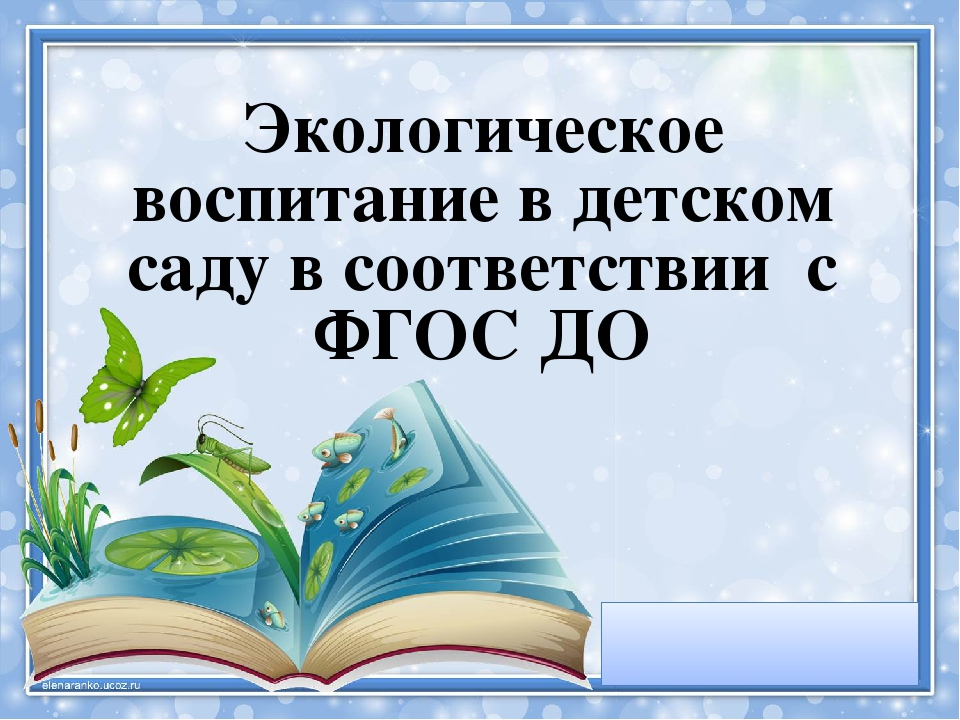 Экологическое
воспитание в детском
саду в соответствии с
ФГОС ДО
elenaranko.ucoz.ru